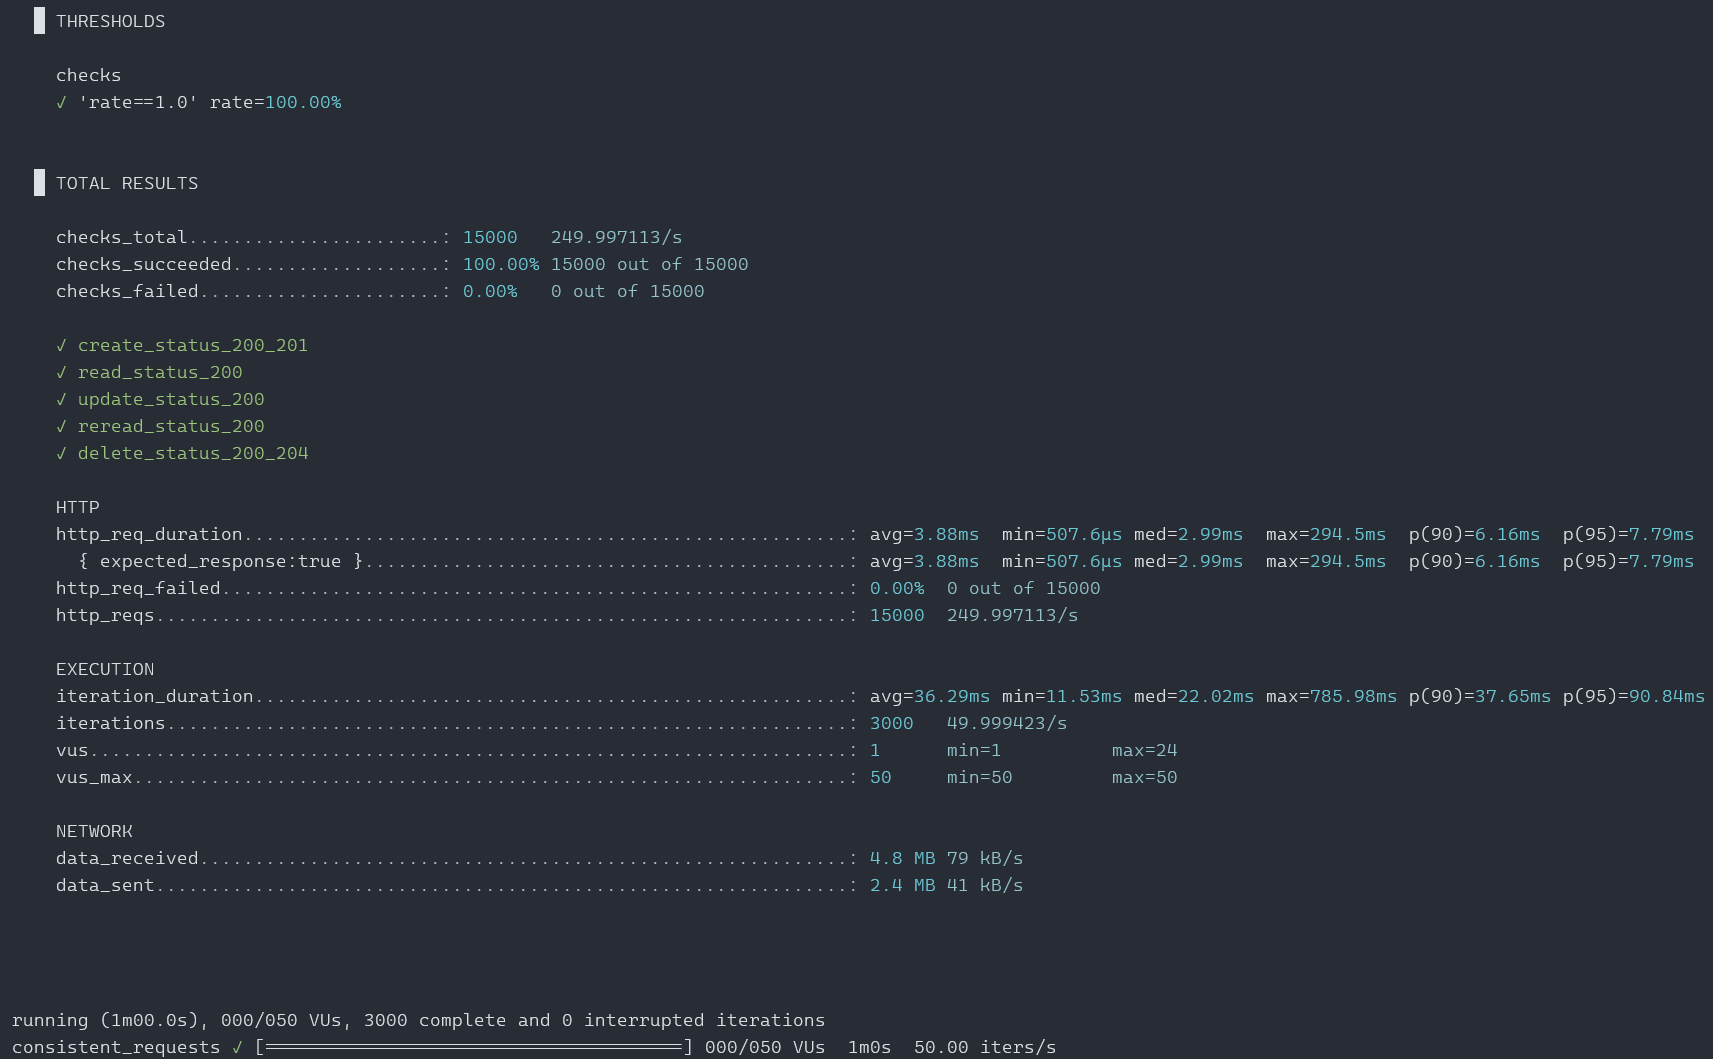 █ THRESHOLDS
checks
✓ 'rate==1.0' rate=100.00%
█ TOTAL RESULTS
checks_total.......................: 15000   249.997113/s
checks_succeeded...................: 100.00% 15000 out of 15000
checks_failed......................: 0.00%   0 out of 15000
✓ create_status_200_201
✓ read_status_200
✓ update_status_200
✓ reread_status_200
✓ delete_status_200_204
HTTP
http_req_duration.......................................................: avg=3.88ms  min=507.6µs med=2.99ms  max=294.5ms  p(90)=6.16ms  p(95)=7.79ms
{ expected_response:true }............................................: avg=3.88ms  min=507.6µs med=2.99ms  max=294.5ms  p(90)=6.16ms  p(95)=7.79ms
http_req_failed.........................................................: 0.00%  0 out of 15000
http_reqs...............................................................: 15000  249.997113/s
EXECUTION
iteration_duration......................................................: avg=36.29ms min=11.53ms med=22.02ms max=785.98ms p(90)=37.65ms p(95)=90.84ms
iterations..............................................................: 3000   49.999423/s
vus.....................................................................: 1      min=1          max=24
vus_max.................................................................: 50     min=50         max=50
NETWORK
data_received...........................................................: 4.8 MB 79 kB/s
data_sent...............................................................: 2.4 MB 41 kB/s
running (1m00.0s), 000/050 VUs, 3000 complete and 0 interrupted iterations
consistent_requests ✓ [======================================] 000/050 VUs  1m0s  50.00 iters/s